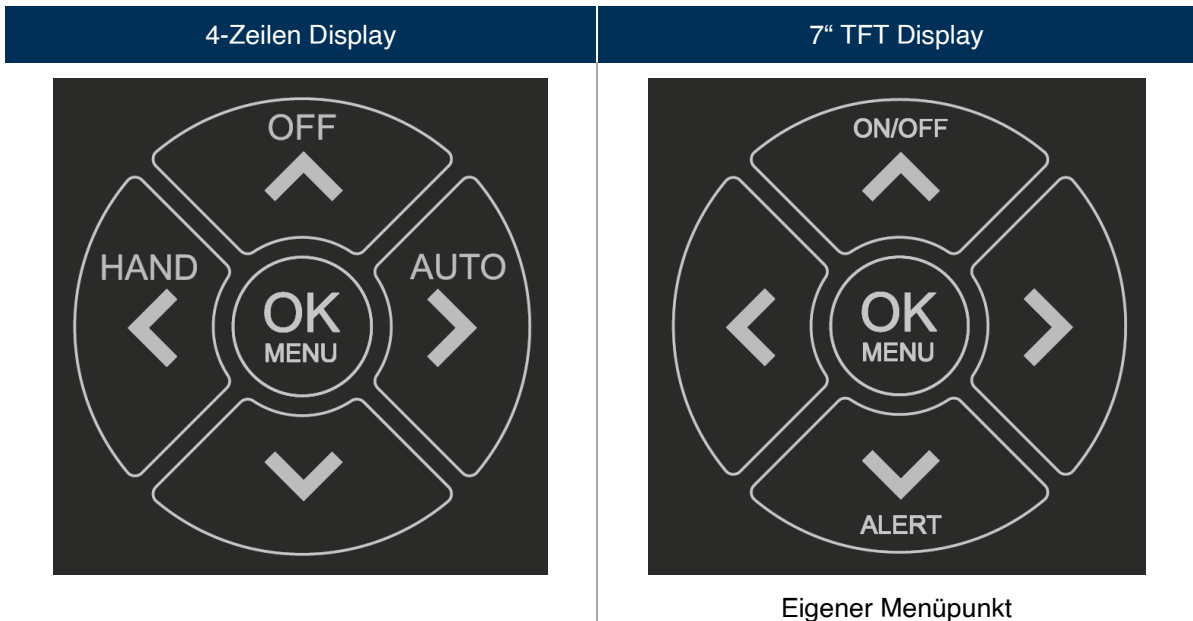 4-Zeilen Display
7“ TFT Display
OFF
HAND
AUTO
OK
MENU
ON/OFF
OK
MENU
ALERT
Eigener Menüpunkt